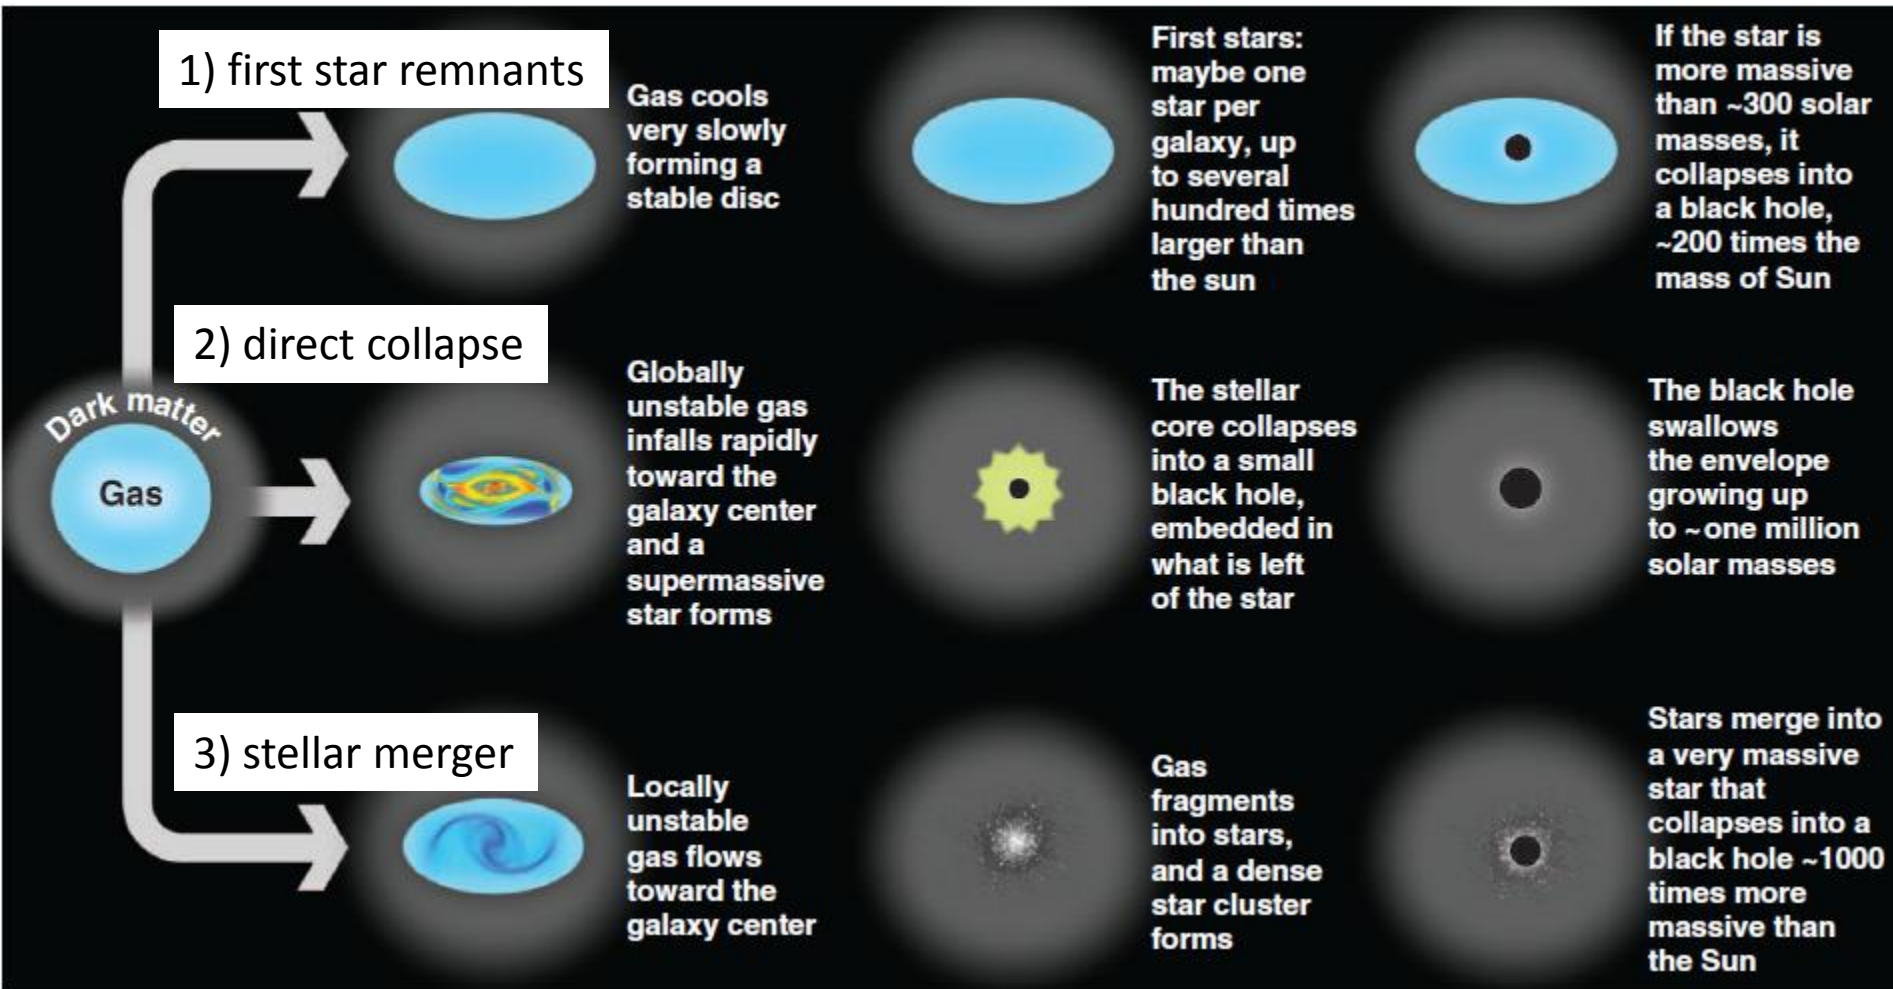 1) first star remnants
Gas cools
very slowly
forming a
stable disc
First stars:
maybe one
star per
galaxy, up
to several
hundred times
larger than
the sun
If the star is
more massive
than ~300 solar
masses, it
collapses into
a black hole,
~200 times the
mass of Sun
2) direct collapse
Dark matter
Gas
Globally
unstable gas
infalls rapidly
toward the
galaxy center
and a
supermassive
star forms
The stellar
core collapses
into a small
black hole,
embedded in
what is left
of the star
The black hole
swallows
the envelope
growing up
to ~one million
solar masses
3) stellar merger
Locally
unstable
gas flows
toward the
galaxy center
Gas
fragments
into stars,
and a dense
star cluster
forms
Stars merge into
a very massive
star that
collapses into a
black hole ~1000
times more
massive than
the Sun